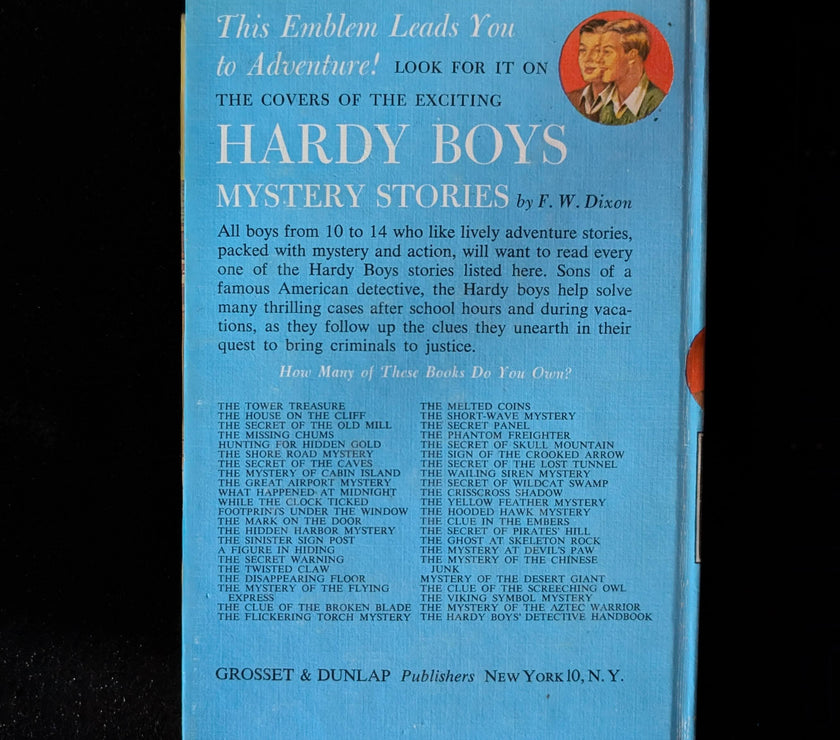 This Emblem Leads You
to Adventure! LOOK FOR IT ON
THE COVERS OF THE EXCITING
HARDY BOYS
MYSTERY STORIES by F. W. Dixon
All boys from 10 to 14 who like lively adventure stories,
packed with mystery and action, will want to read every
one of the Hardy Boys stories listed here. Sons of a
famous American detective, the Hardy boys help solve
many thrilling cases after school hours and during vaca-
tions, as they follow up the clues they unearth in their
quest to bring criminals to justice.
How Many of These Books Do You Own?
THE TOWER TREASURE
THE HOUSE ON THE CLIFF
THE SECRET OF THE OLD MILL
THE MISSING CHUMS
HUNTING FOR HIDDEN GOLD
THE SHORE ROAD MYSTERY
THE SECRET OF THE CAVES
THE MYSTERY OF CABIN ISLAND
THE GREAT AIRPORT MYSTERY
WHAT HAPPENED AT MIDNIGHT
WHILE THE CLOCK TICKED
FOOTPRINTS UNDER THE WINDOW
THE MARK ON THE DOOR
THE HIDDEN HARBOR MYSTERY
THE SINISTER SIGN POST
A FIGURE IN HIDING
THE SECRET WARNING
THE TWISTED CLAW
THE DISAPPEARING FLOOR
THE MYSTERY OF THE FLYING
EXPRESS
THE CLUE OF THE BROKEN BLADE
THE FLICKERING TORCH MYSTERY
THE MELTED COINS
THE SHORT-WAVE MYSTERY
THE SECRET PANEL
THE PHANTOM FREIGHTER
THE SECRET OF SKULL MOUNTAIN
THE SIGN OF THE CROOKED ARROW
THE SECRET OF THE LOST TUNNEL
THE WAILING SIREN MYSTERY
THE SECRET OF WILDCAT SWAMP
THE CRISSCROSS SHADOW
THE YELLOW FEATHER MYSTERY
THE HOODED HAWK MYSTERY
THE CLUE IN THE EMBERS
THE SECRET OF PIRATES' HILL
THE GHOST AT SKELETON ROCK
THE MYSTERY AT DEVIL'S PAW
THE MYSTERY OF THE CHINESE
JUNK
MYSTERY OF THE DESERT GIANT
THE CLUE OF THE SCREECHING OWL
THE VIKING SYMBOL MYSTERY
THE MYSTERY OF THE AZTEC WARRIOR
THE HARDY BOYS' DETECTIVE HANDBOOK
GROSSET & DUNLAP Publishers NEW YORK 10, N. Y.